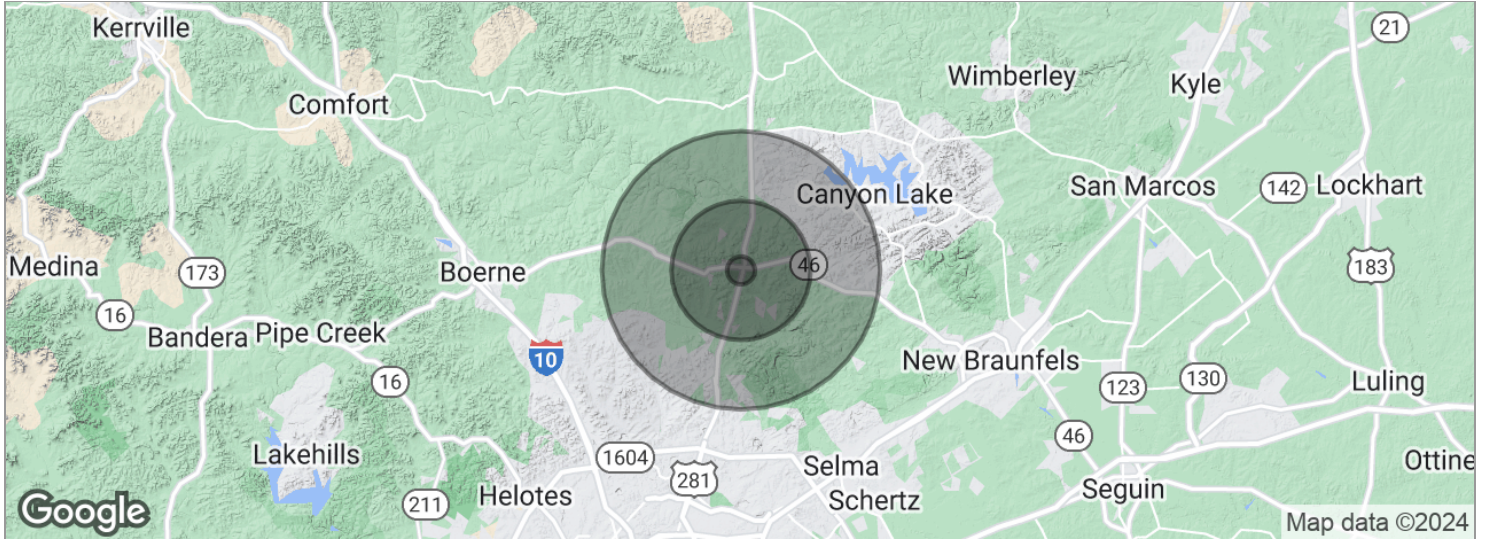 Kerrville
21
Wimberley
Kyle
Comfort
Canyon Lake
San Marcos
142
Lockhart
Medina
173
Boerne
46
183
16
Bandera
Pipe Creek
10
New Braunfels
16
123
130
Luling
46
Lakehills
1604
281
Selma
Ottine
211
Helotes
Schertz
Seguin
Google
Map data ©2024